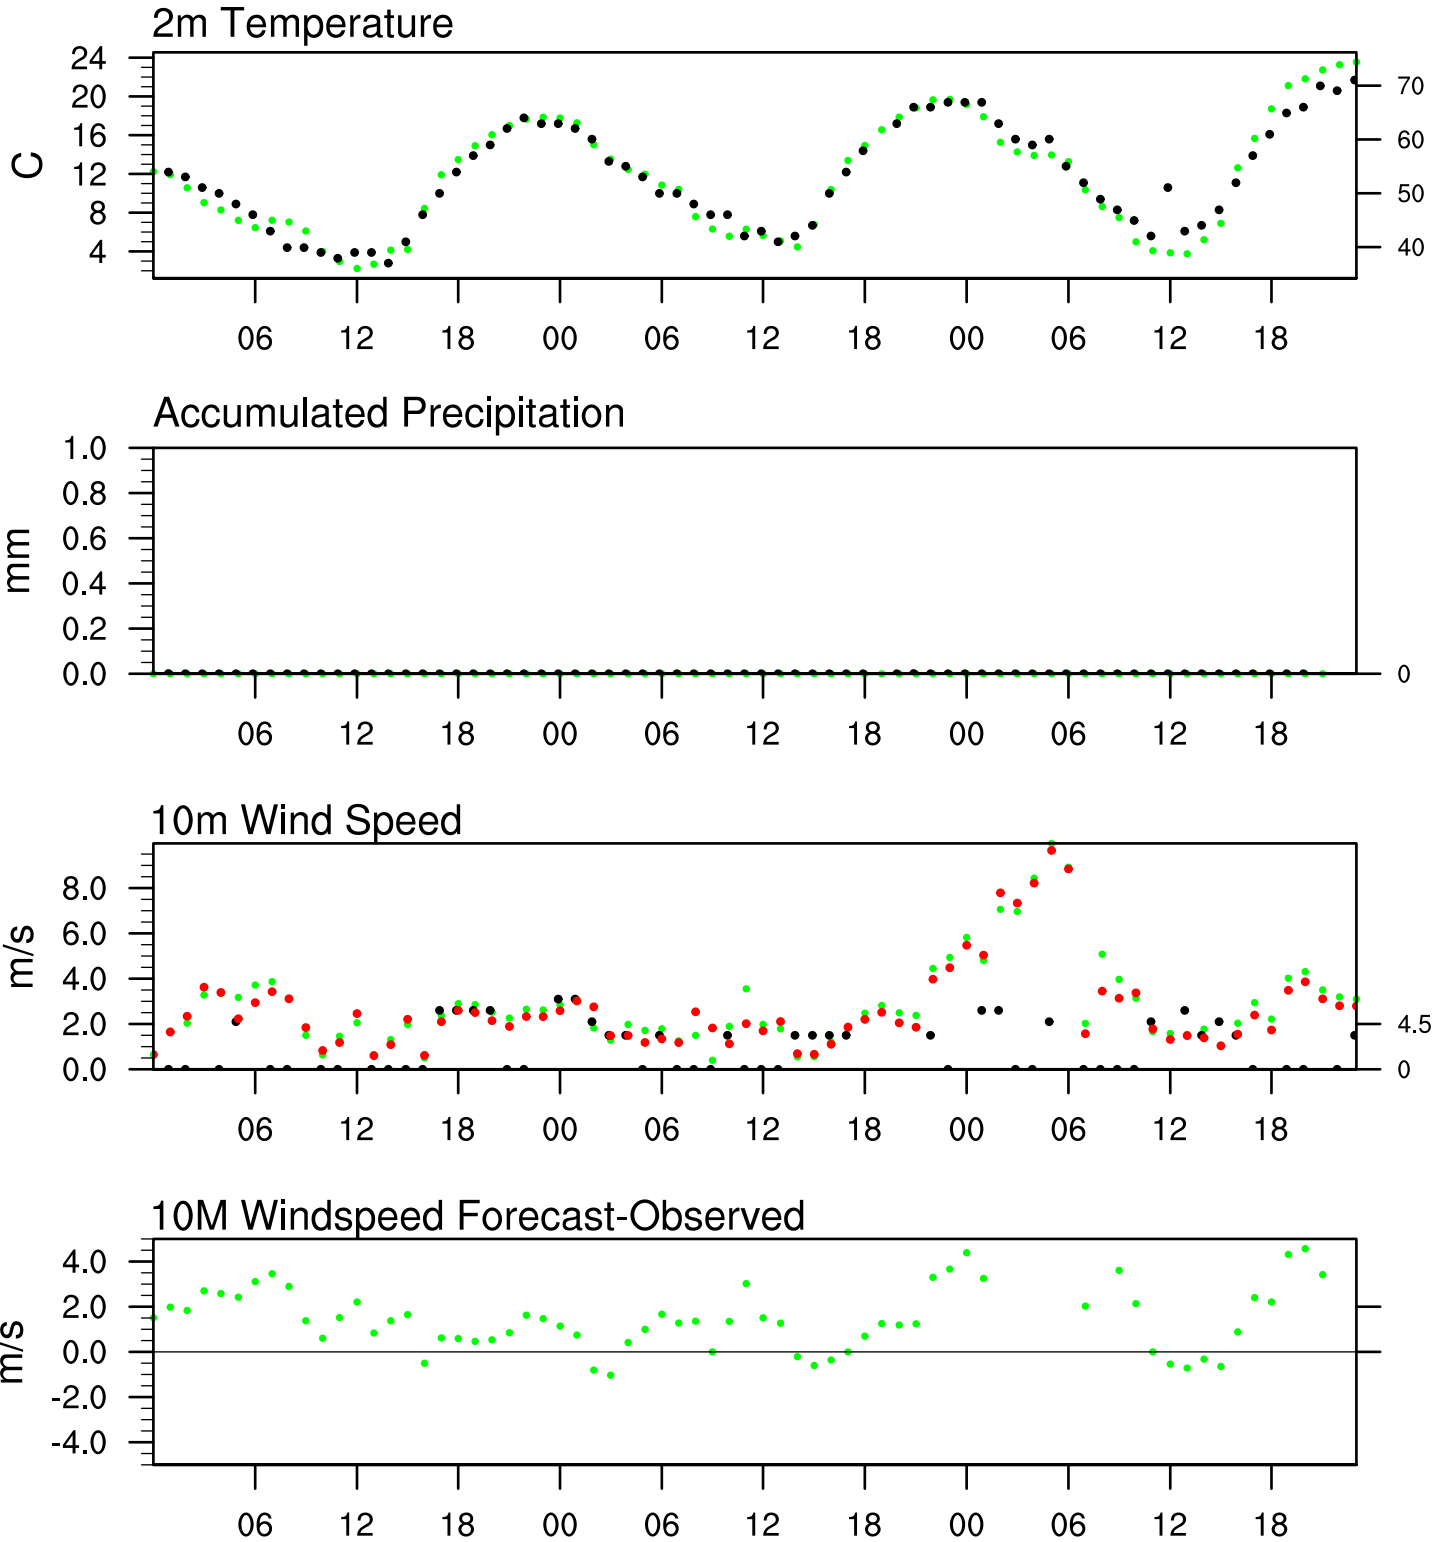 2m Temperature
24
20
16
12
8
4
C
70
60
50
40
06 12 18 00 06 12 18 00 06 12 18
Accumulated Precipitation
1.0
0.8
0.6
0.4
0.2
0.0
mm
0
06 12 18 00 06 12 18 00 06 12 18
10m Wind Speed
8.0
6.0
4.0
2.0
0.0
m/s
4.5
0
06 12 18 00 06 12 18 00 06 12 18
10M Windspeed Forecast-Observed
4.0
2.0
0.0
-2.0
-4.0
m/s
06 12 18 00 06 12 18 00 06 12 18